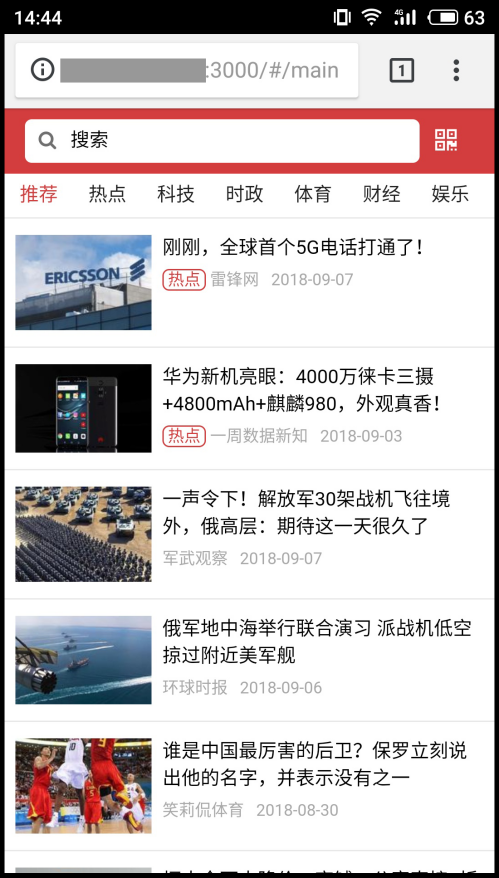 14:44
4G
63
:3000/#/main
1
搜索
推荐 热点 科技 时政 体育 财经 娱乐
ERICSSON
刚刚，全球首个5G电话打通了！
热点 雷锋网 2018-09-07
华为新机亮眼：4000万徕卡三摄
+4800mAh+麒麟980，外观真香！
热点 一周数据新知 2018-09-03
一声令下！解放军30架战机飞往境
外，俄高层：期待这一天很久了
军武观察 2018-09-07
俄军地中海举行联合演习 派战机低空
掠过附近美军舰
环球时报 2018-09-06
谁是中国最厉害的后卫？保罗立刻说
出他的名字，并表示没有之一
笑莉侃体育 2018-08-30